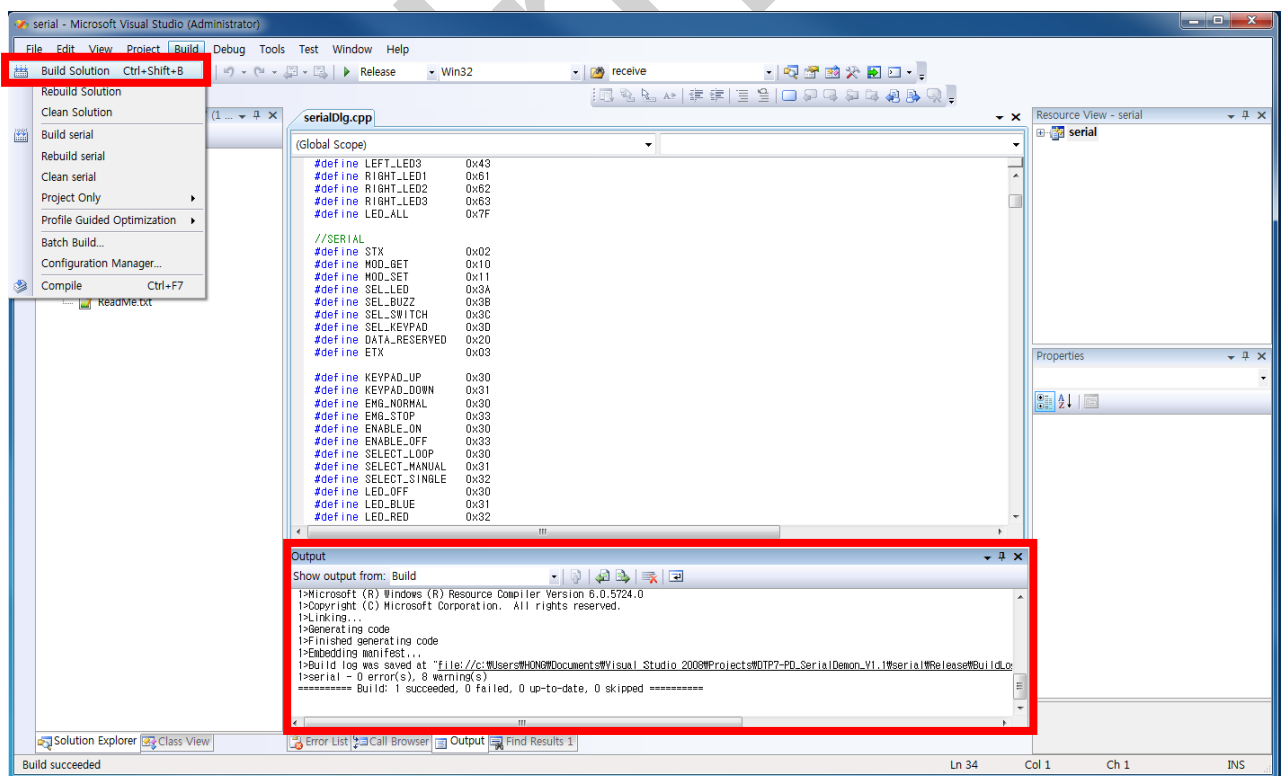 serial - Microsoft Visual Studio (Administrator)
File Edit View Project Build Debug Tools Test Window Help
Build Solution Ctrl+Shift+B
Release Win32 receive
Rebuild Solution
Clean Solution
Build serial
Rebuild serial
Clean serial
Project Only
Profile Guided Optimization
Batch Build...
Configuration Manager...
Compile Ctrl+F7
ReadMe.txt
(1 ...
serialDlg.cpp
(Global Scope)
#define LEFT_LED3 0x43
#define RIGHT_LED1 0x61
#define RIGHT_LED2 0x62
#define RIGHT_LED3 0x63
#define LED_ALL 0x7F
//SERIAL
#define STX 0x02
#define MOD_GET 0x10
#define MOD_SET 0x11
#define SEL_LED 0x3A
#define SEL_BUZZ 0x3B
#define SEL_SWITCH 0x3C
#define SEL_KEYPAD 0x3D
#define DATA_RESERVED 0x20
#define ETX 0x03
#define KEYPAD_UP 0x30
#define KEYPAD_DOWN 0x31
#define EMG_NORMAL 0x30
#define EMG_STOP 0x33
#define ENABLE_ON 0x30
#define ENABLE_OFF 0x33
#define SELECT_LOOP 0x30
#define SELECT_MANUAL 0x31
#define SELECT_SINGLE 0x32
#define LED_OFF 0x30
#define LED_BLUE 0x31
#define LED_RED 0x32
Resource View - serial
serial
Properties
Output
Show output from: Build
1>Microsoft (R) Windows (R) Resource Compiler Version 6.0.5724.0
1>Copyright (C) Microsoft Corporation. All rights reserved.
1>Linking...
1>Generating code
1>Finished generating code
1>Embedding manifest...
1>Build log was saved at "file://c:₩Users₩HONG₩Documents₩Visual Studio 2008₩Projects₩DTP7-PD_SerialDemon_V1.1₩serial₩Release₩BuildLo
1>serial - 0 error(s), 8 warning(s)
========== Build: 1 succeeded, 0 failed, 0 up-to-date, 0 skipped ==========
Solution Explorer Class View
Error List Call Browser Output Find Results 1
Build succeeded Ln 34 Col 1 Ch 1 INS